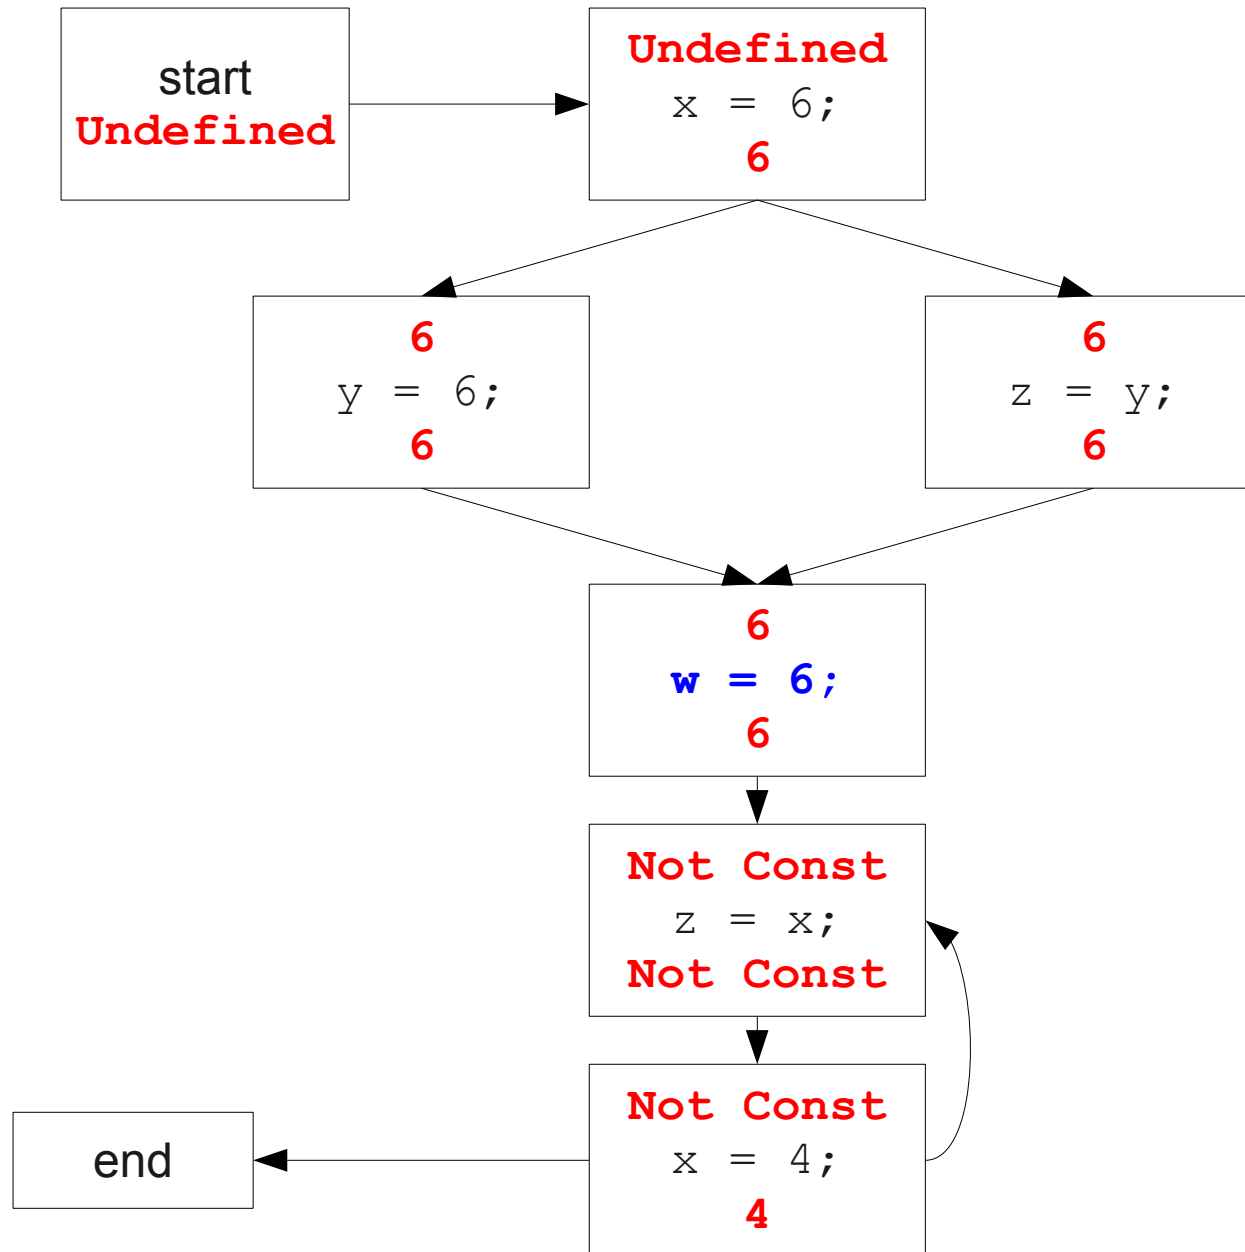 start
Undefined
Undefined
x = 6;
6
6
y = 6;
6
6
z = y;
6
6
w = 6;
6
Not Const
z = x;
Not Const
Not Const
x = 4;
4
end